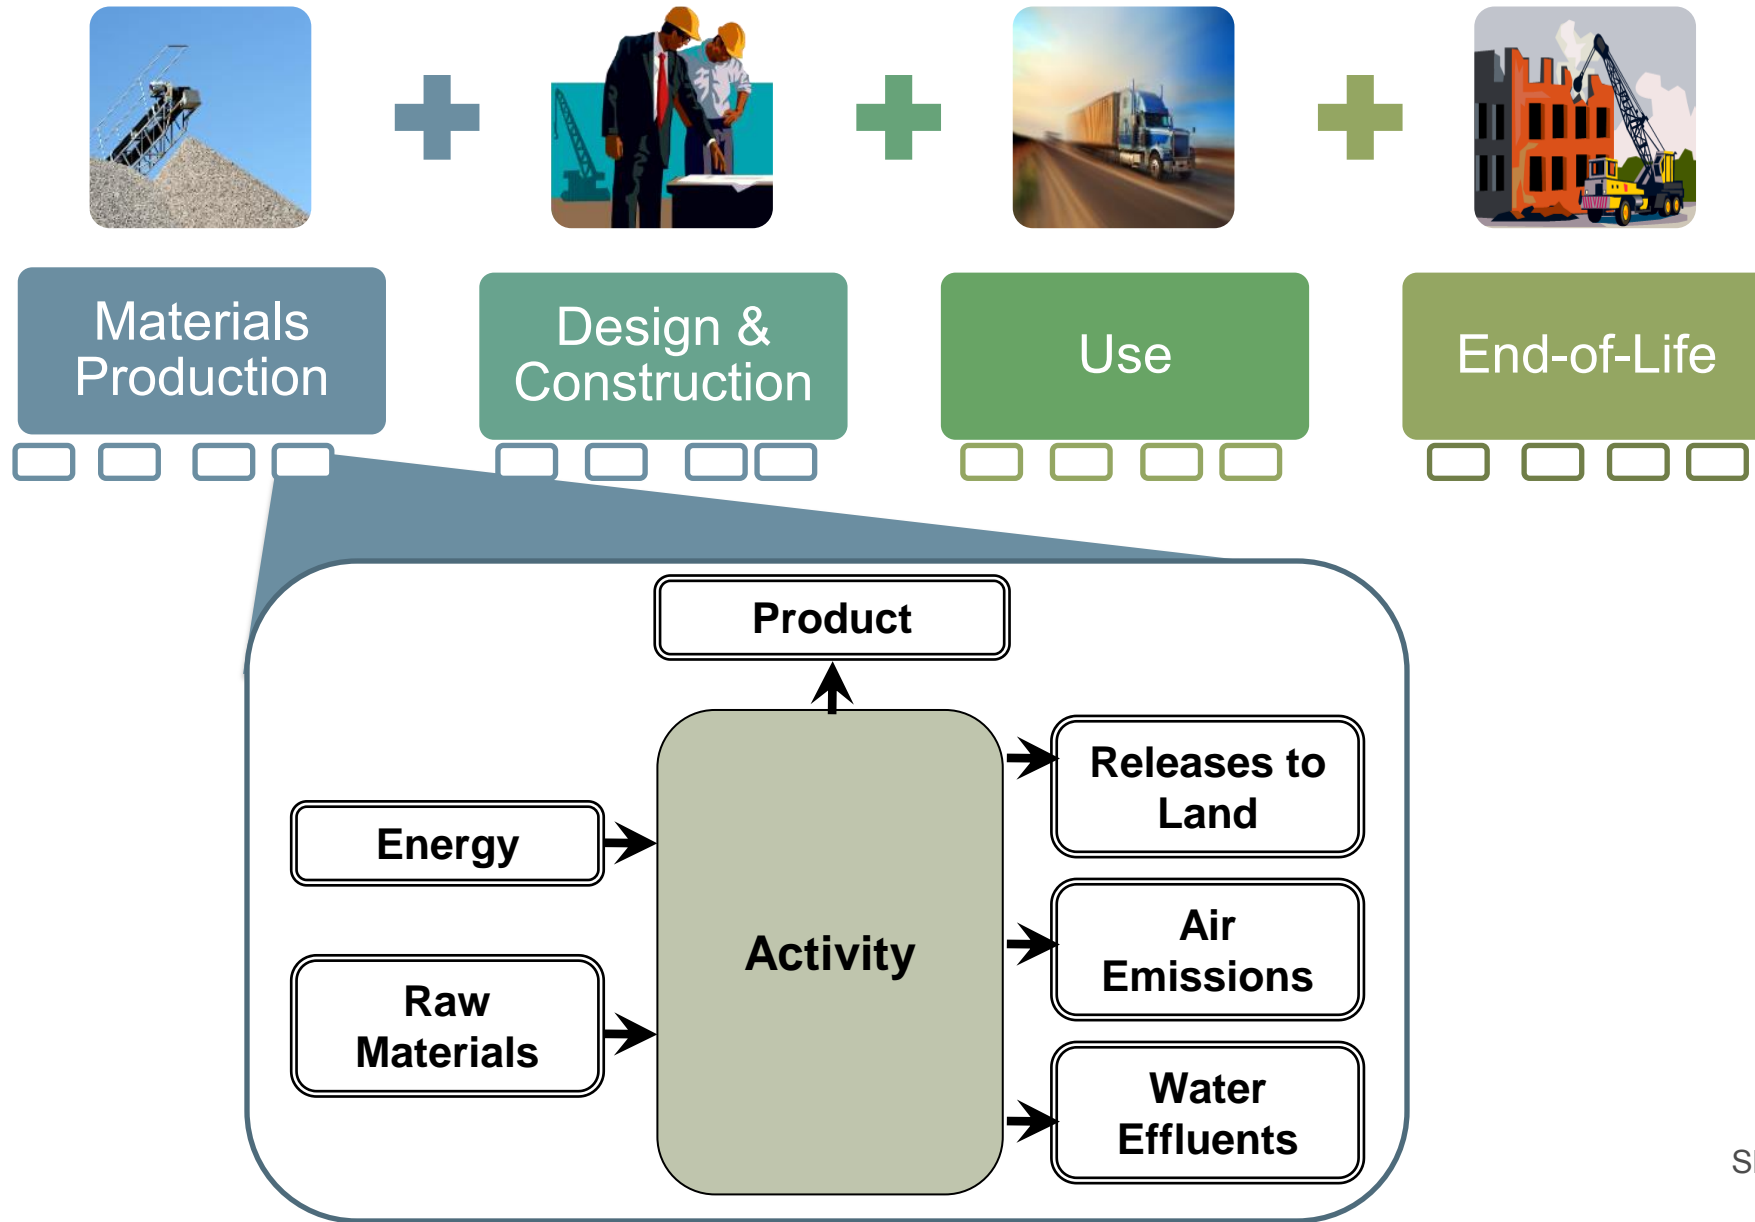 Materials
Production
Design &
Construction
Use
End-of-Life
Product
Energy
Raw
Materials
Activity
Releases to
Land
Air
Emissions
Water
Effluents